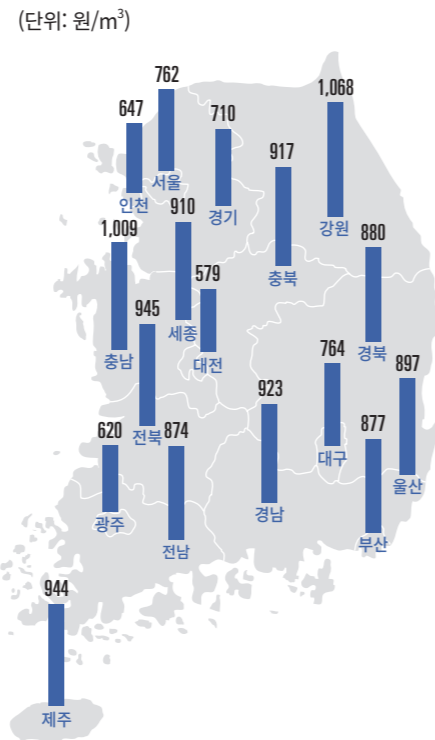 (단위: 원/m³)
762
서울
647
인천
710
경기
1,068
강원
917
충북
910
세종
1,009
충남
579
대전
880
경북
945
전북
764
대구
897
울산
923
경남
877
부산
620
광주
874
전남
944
제주